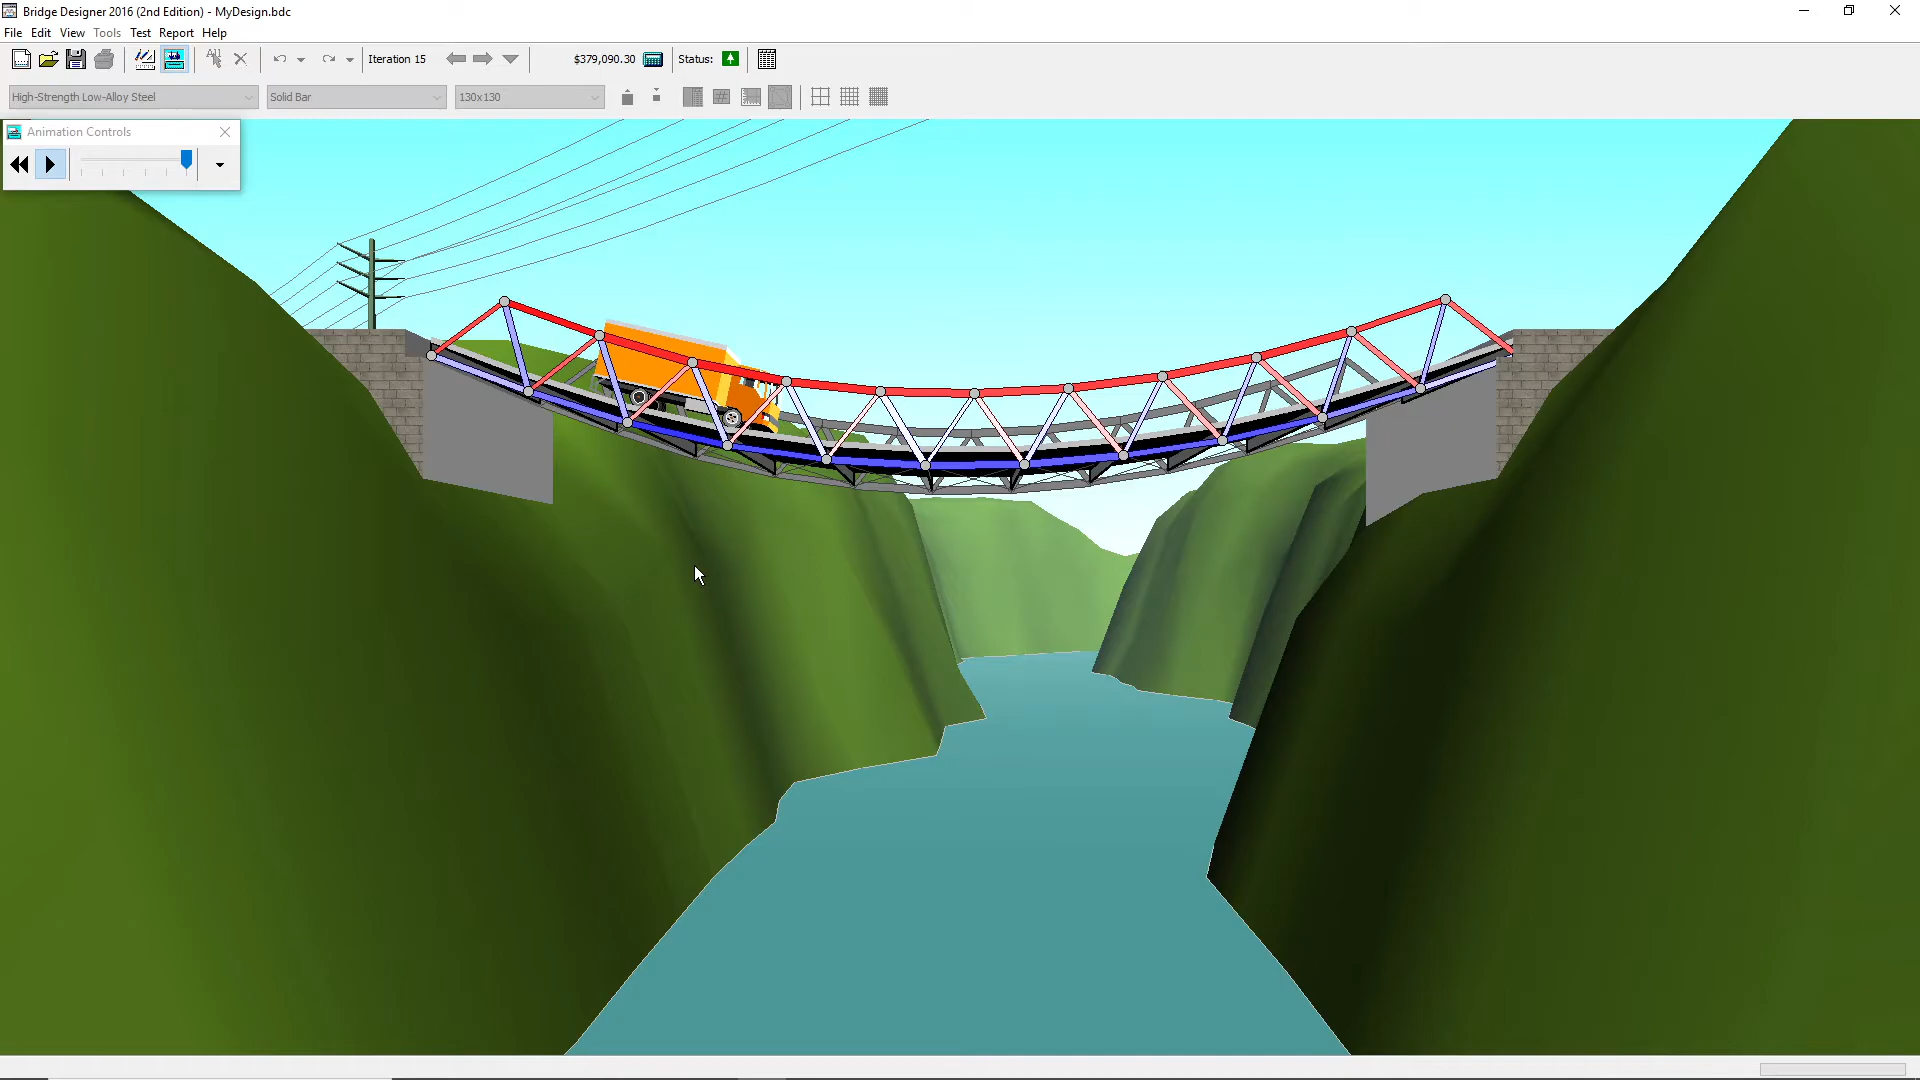 Bridge Designer 2016 (2nd Edition) - MyDesign.bdc
File Edit View Tools Test Report Help
Iteration 15 $379,090.30 Status:
High-Strength Low-Alloy Steel Solid Bar 130x130
Animation Controls